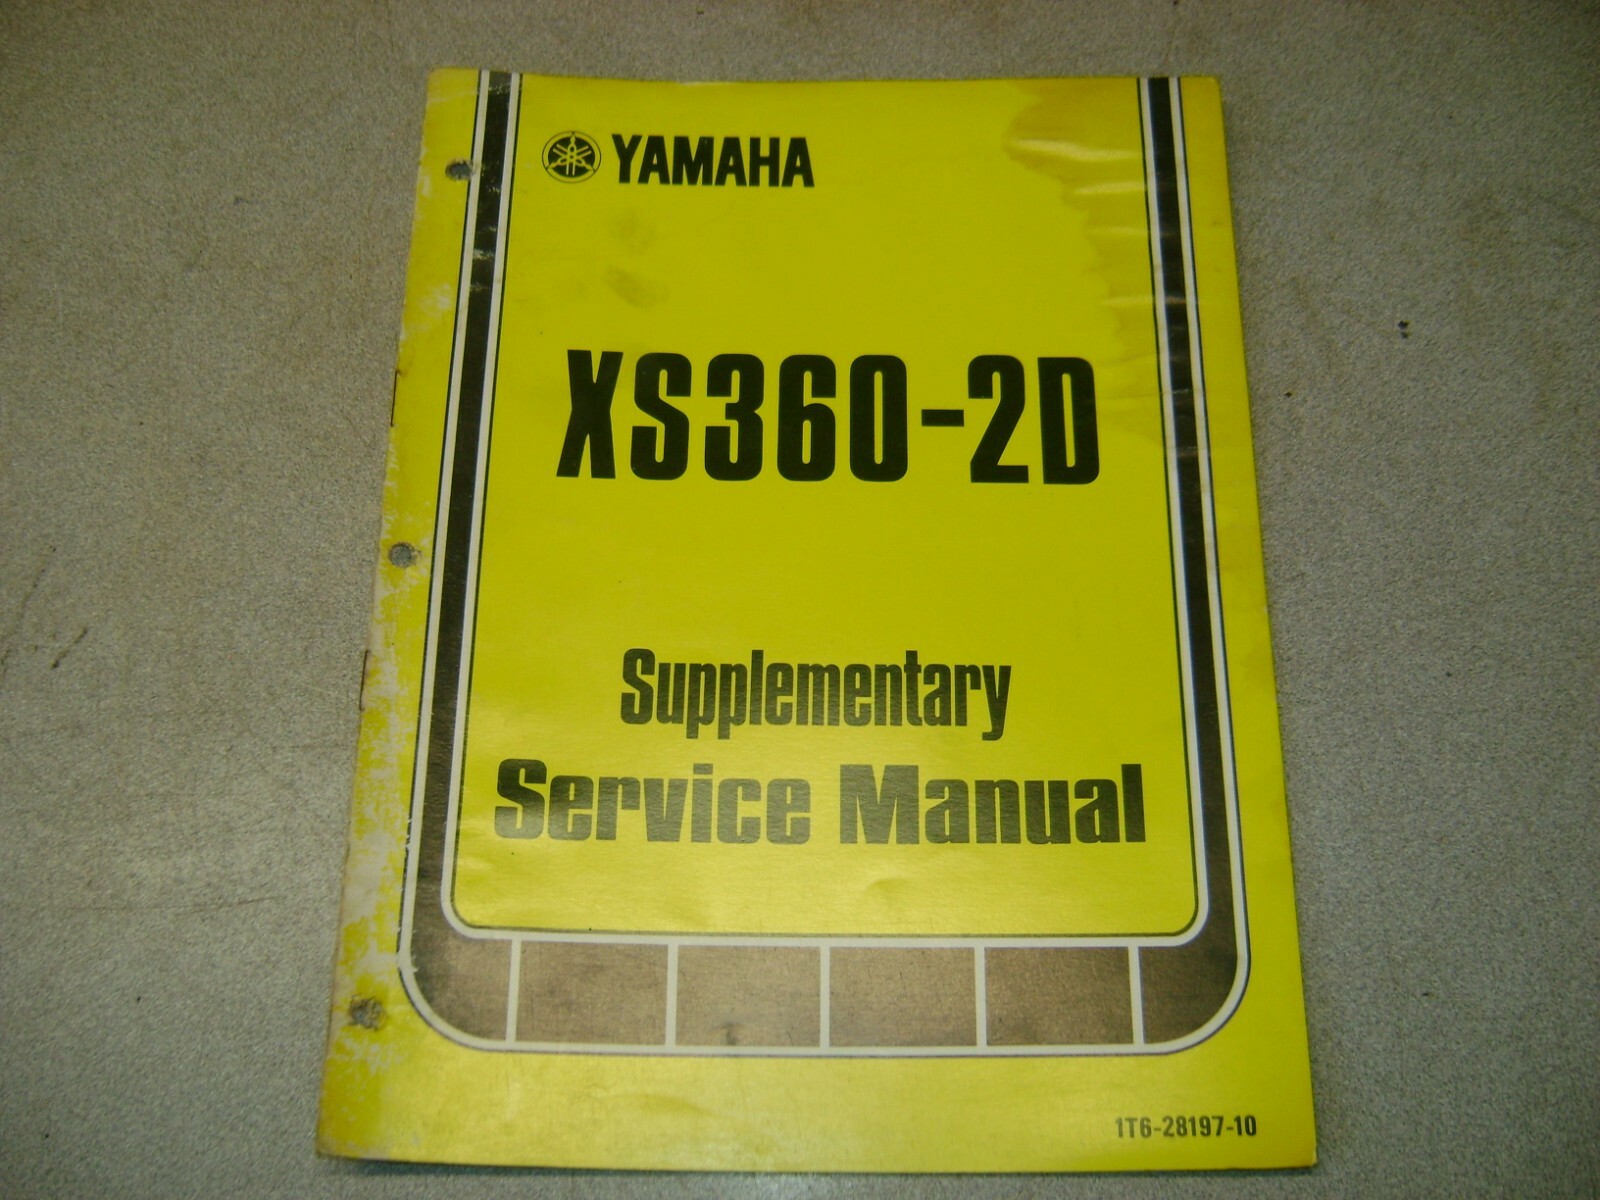 YAMAHA
XS360-2D
Supplementary
Service Manual
1T6-28197-10